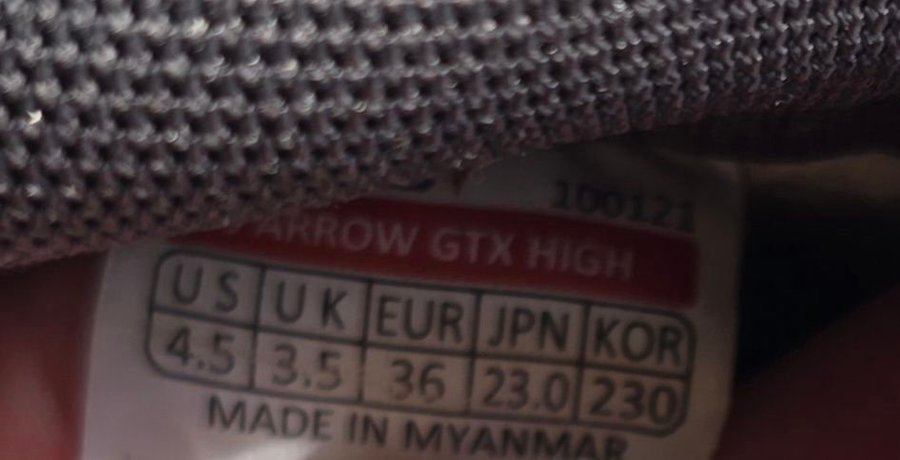 100121
ARROW GTX HIGH
US UK EUR JPN KOR
4.5 3.5 36 23.0 230
MADE IN MYANMAR